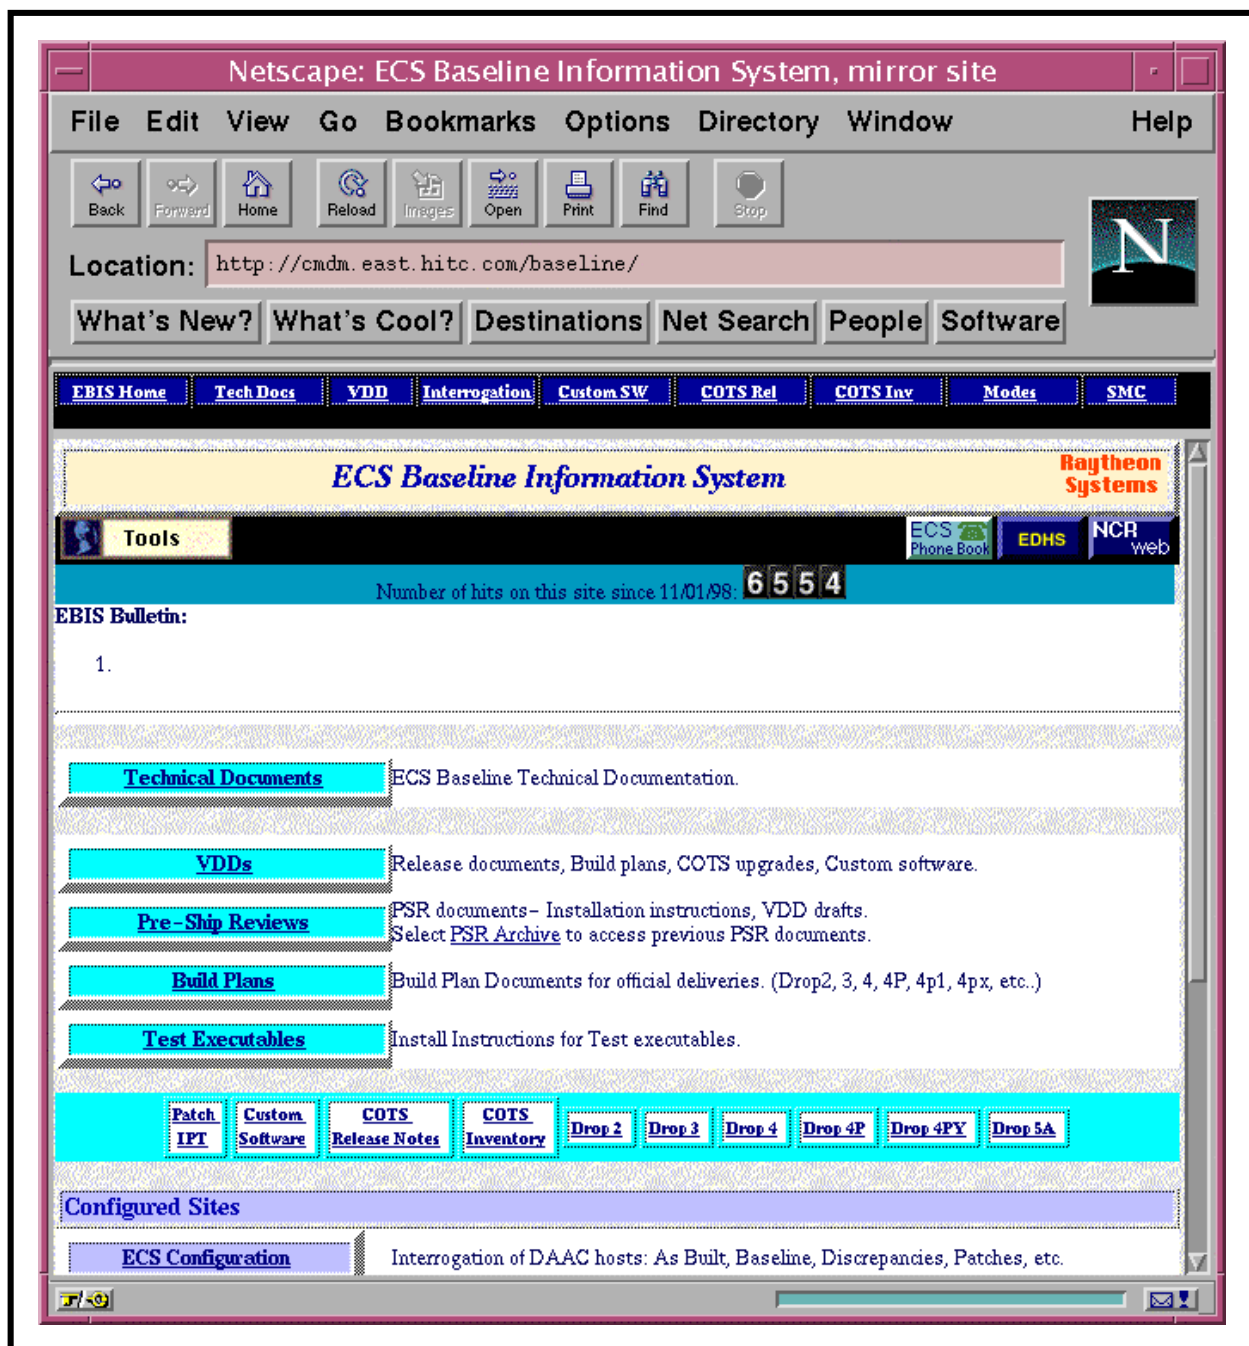 Netscape: ECS Baseline Information System, mirror site
File Edit View Go Bookmarks Options Directory Window Help
Back Forward Home Reload Images Open Print Find Stop
N
Location: http://cmdm.east.hitc.com/baseline/
What's New? What's Cool? Destinations Net Search People Software
EBIS Home Tech Docs VDD Interrogation Custom SW COTS Rel COTS Inv Modes SMC
ECS Baseline Information System
Raytheon
Systems
Tools
ECS
Phone Book
EDHS
NCR
web
Number of hits on this site since 11/01/98: 6554
EBIS Bulletin:
1.
Technical Documents ECS Baseline Technical Documentation.
VDDs Release documents, Build plans, COTS upgrades, Custom software.
Pre-Ship Reviews
PSR documents- Installation instructions, VDD drafts.
Select PSR Archive to access previous PSR documents.
Build Plans Build Plan Documents for official deliveries. (Drop2, 3, 4, 4P, 4p1, 4px, etc..)
Test Executables Install Instructions for Test executables.
Patch
IPT
Custom
Software
COTS
Release Notes
COTS
Inventory
Drop 2 Drop 3 Drop 4 Drop 4P Drop 4PY Drop 5A
Configured Sites
ECS Configuration Interrogation of DAAC hosts: As Built, Baseline, Discrepancies, Patches, etc.